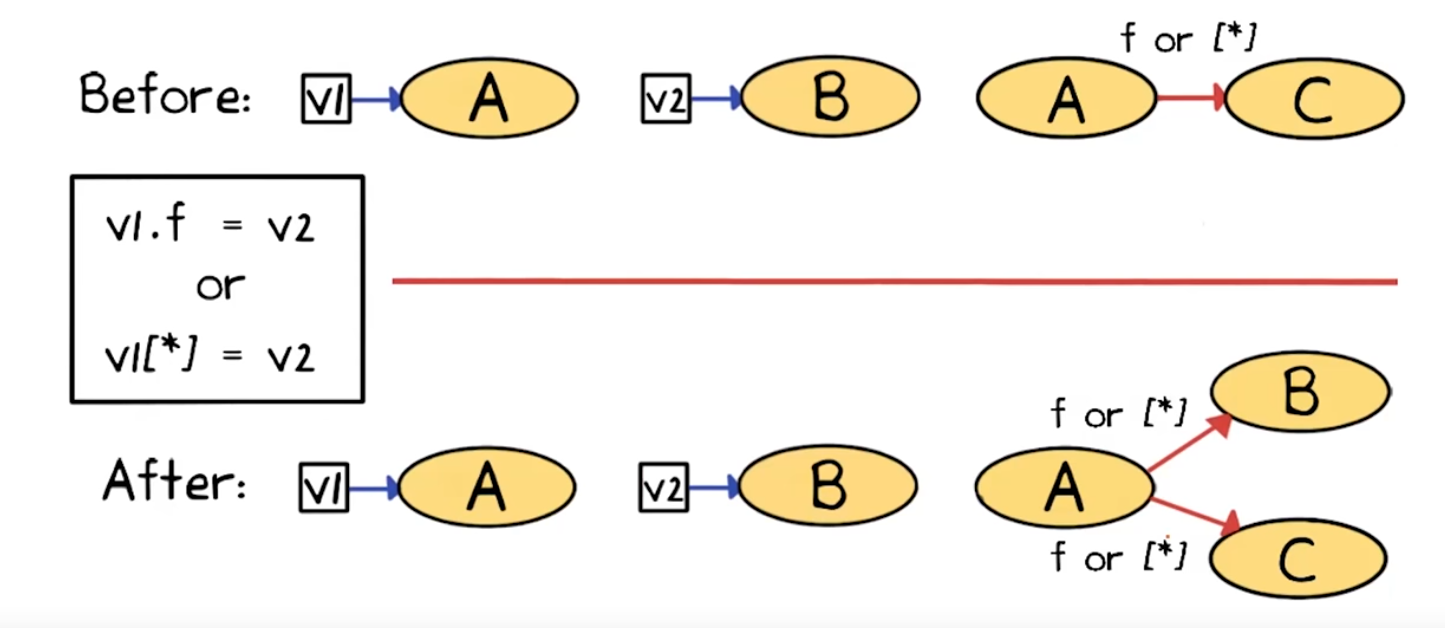 f or [*]
Before: v1 A v2 B A C
v1.f = v2
or
v1[*] = v2
B
f or [*]
After: v1 A v2 B A
f or [*] C